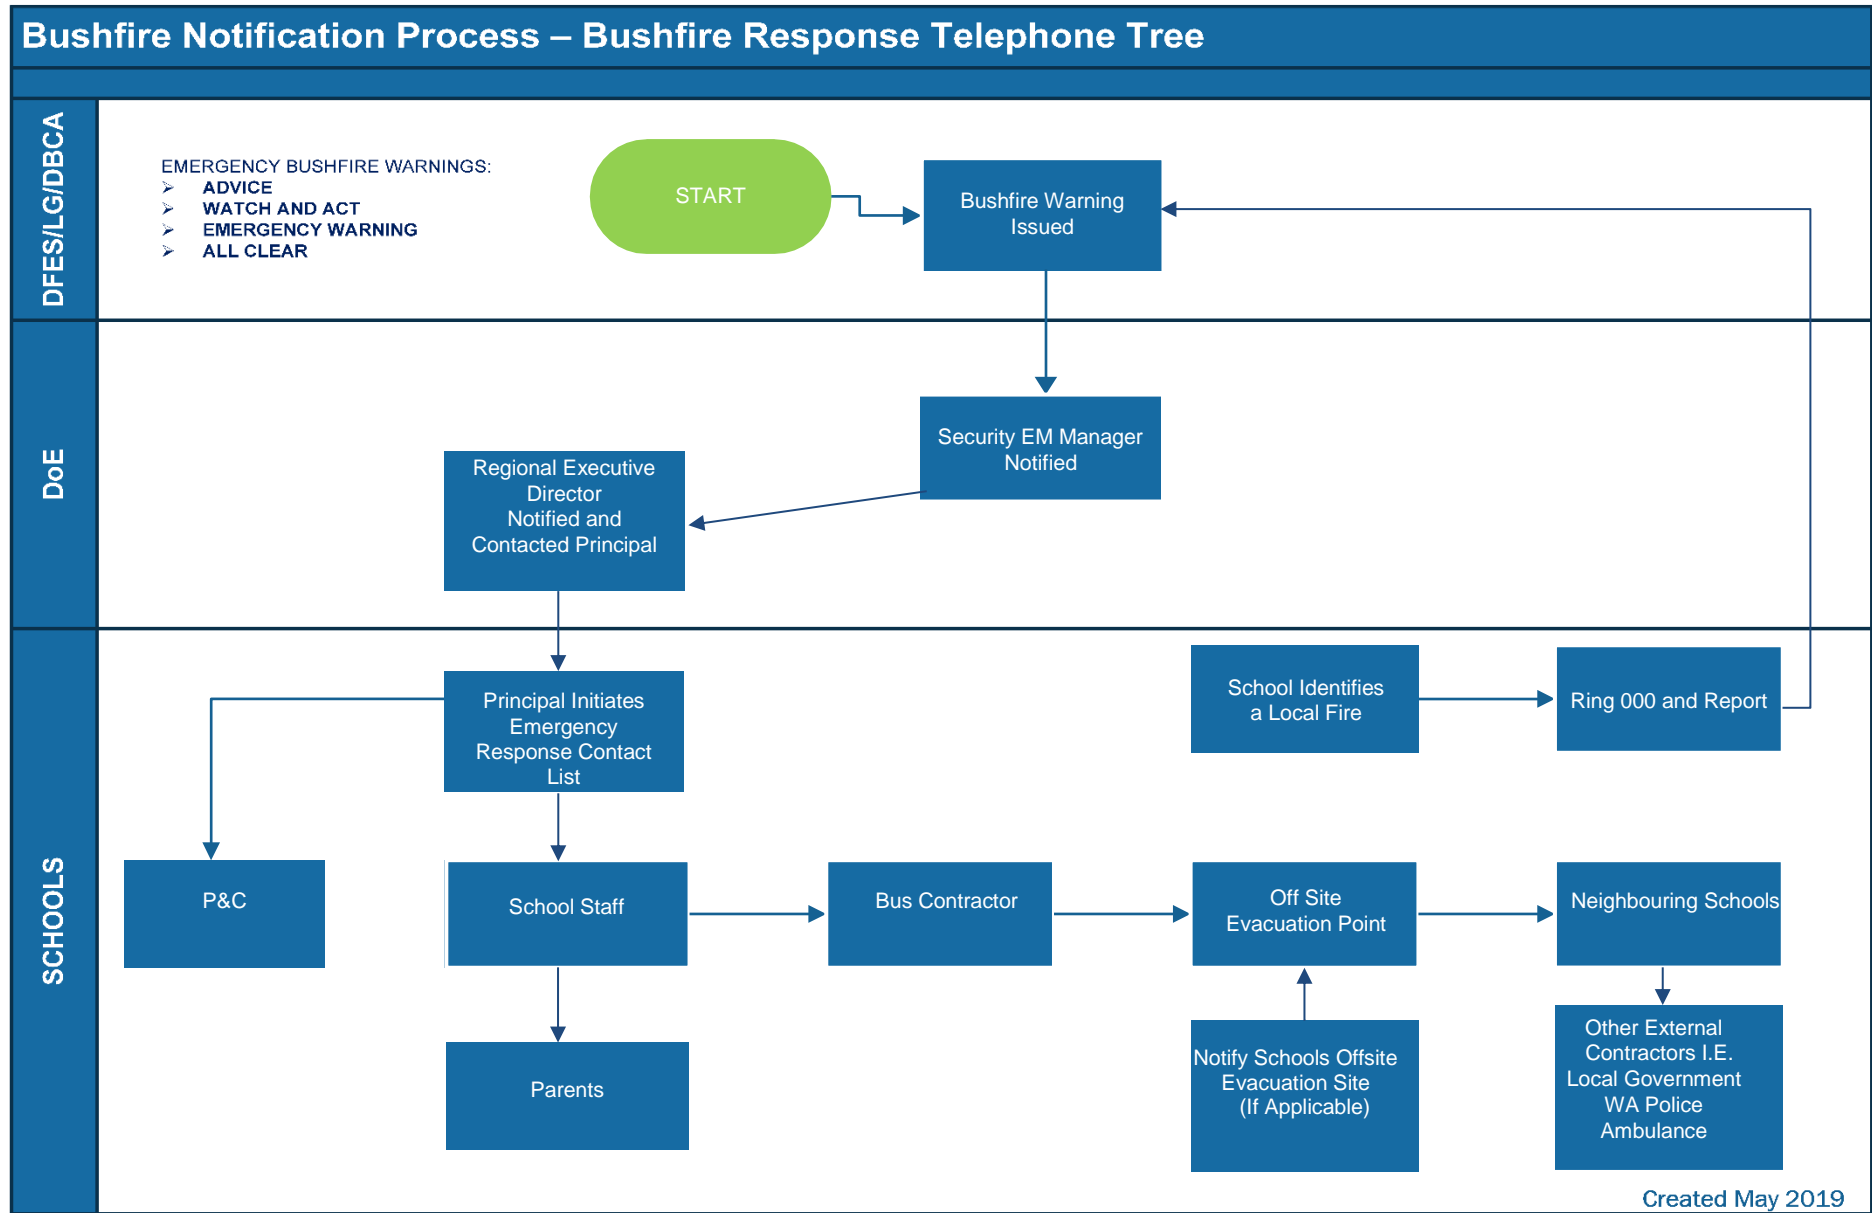 Bushfire Notification Process – Bushfire Response Telephone Tree
DFES/LG/DBCA
EMERGENCY BUSHFIRE WARNINGS:
➢ ADVICE
➢ WATCH AND ACT
➢ EMERGENCY WARNING
➢ ALL CLEAR
START
Bushfire Warning
Issued
DoE
Security EM Manager
Notified
Regional Executive
Director
Notified and
Contacted Principal
SCHOOLS
Principal Initiates
Emergency
Response Contact
List
School Identifies
a Local Fire
Ring 000 and Report
P&C
School Staff
Bus Contractor
Off Site
Evacuation Point
Neighbouring Schools
Parents
Notify Schools Offsite
Evacuation Site
(If Applicable)
Other External
Contractors I.E.
Local Government
WA Police
Ambulance
Created May 2019